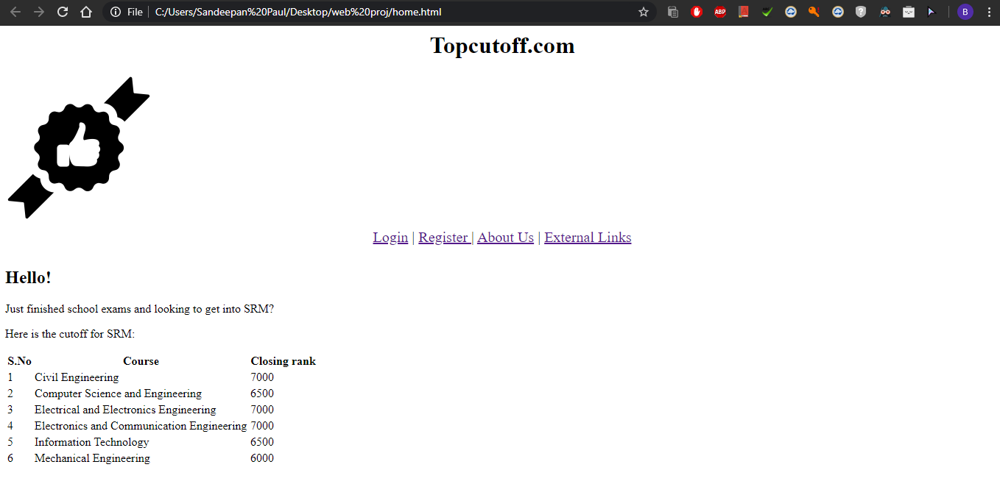 File | C:/Users/Sandeepan%20Paul/Desktop/web%20proj/home.html
ABP
B
Topcutoff.com
Login | Register | About Us | External Links
Hello!
Just finished school exams and looking to get into SRM?
Here is the cutoff for SRM:
S.No Course Closing rank
1 Civil Engineering 7000
2 Computer Science and Engineering 6500
3 Electrical and Electronics Engineering 7000
4 Electronics and Communication Engineering 7000
5 Information Technology 6500
6 Mechanical Engineering 6000